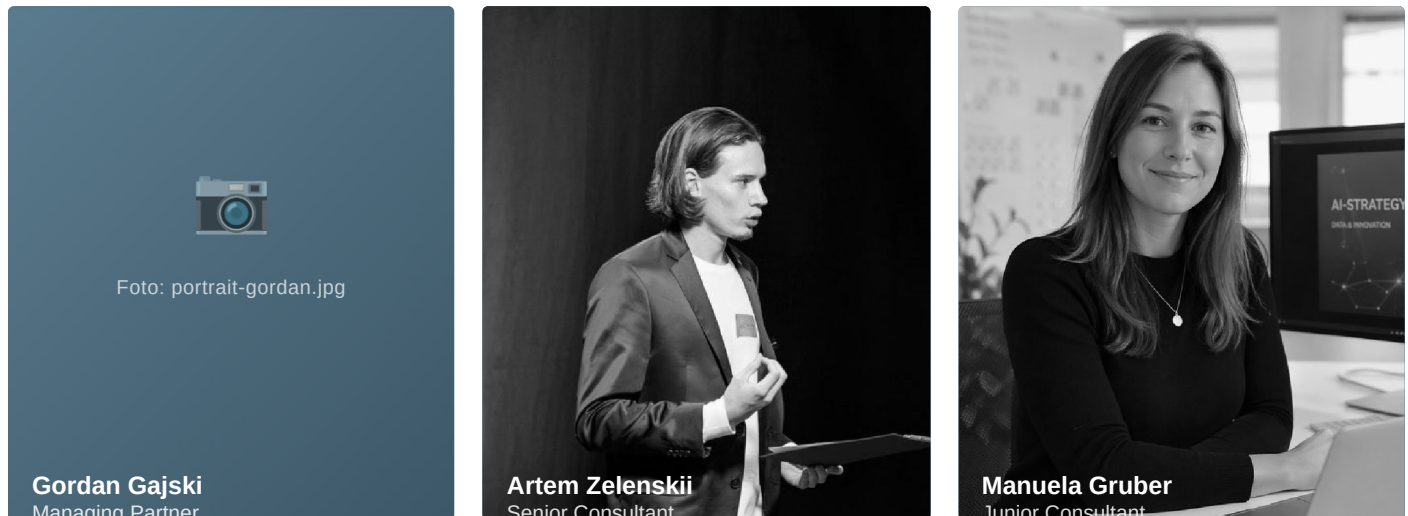 Foto: portrait-gordan.jpg
AI-STRATEGY
DATA & INNOVATION
Gordan Gajski
Managing Partner
Artem Zelenskii
Senior Consultant
Manuela Gruber
Junior Consultant